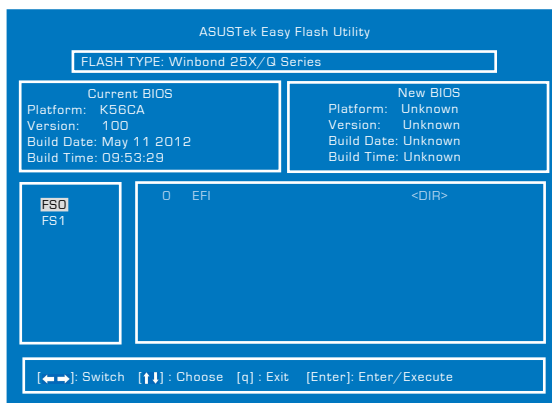 ASUSTek Easy Flash Utility
FLASH TYPE: Winbond 25X/Q Series
Current BIOS
Platform: K56CA
Version: 100
Build Date: May 11 2012
Build Time: 09:53:29
New BIOS
Platform: Unknown
Version: Unknown
Build Date: Unknown
Build Time: Unknown
FS0
FS1
0 EFI <DIR>
[←→]: Switch [↑↓] : Choose [q] : Exit [Enter]: Enter/Execute